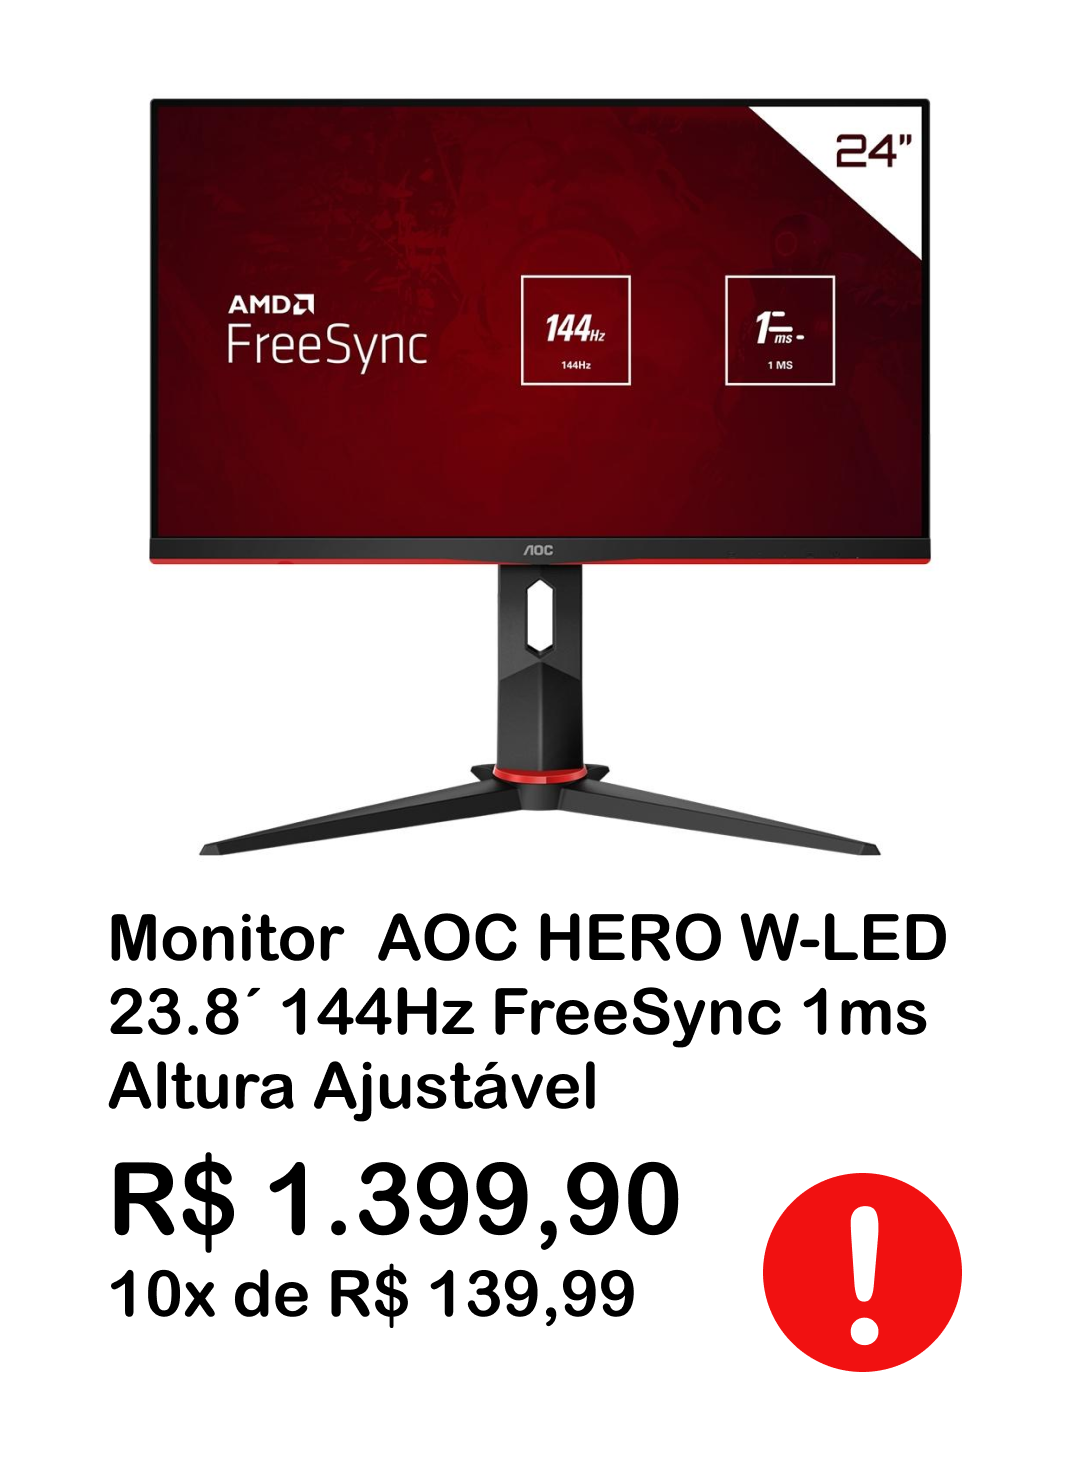 24”
AMD
FreeSync
144Hz
144Hz
1ms
1 MS
AOC
Monitor AOC HERO W-LED
23.8´ 144Hz FreeSync 1ms
Altura Ajustável
R$ 1.399,90
10x de R$ 139,99
!